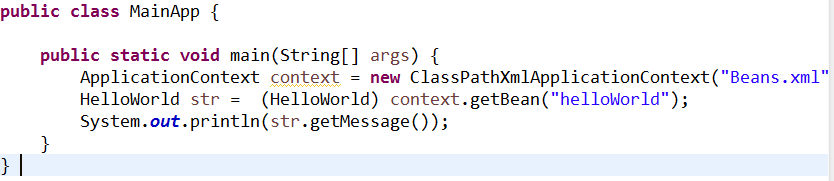 public class MainApp {
public static void main(String[] args) {
ApplicationContext context = new ClassPathXmlApplicationContext("Beans.xml"
HelloWorld str =  (HelloWorld) context.getBean("helloWorld");
System.out.println(str.getMessage());
}
}